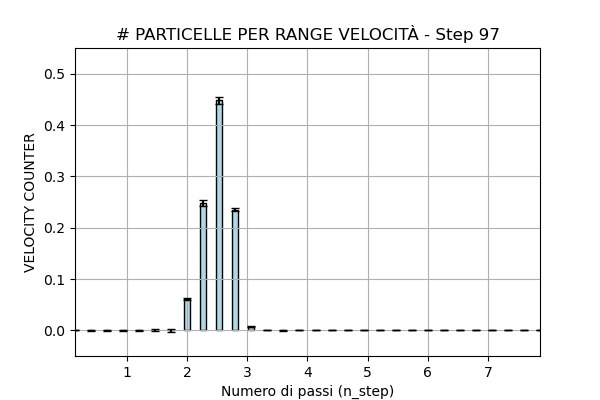 # PARTICELLE PER RANGE VELOCITÀ - Step 97
VELOCITY COUNTER
0.5
0.4
0.3
0.2
0.1
0.0
1 2 3 4 5 6 7
Numero di passi (n_step)